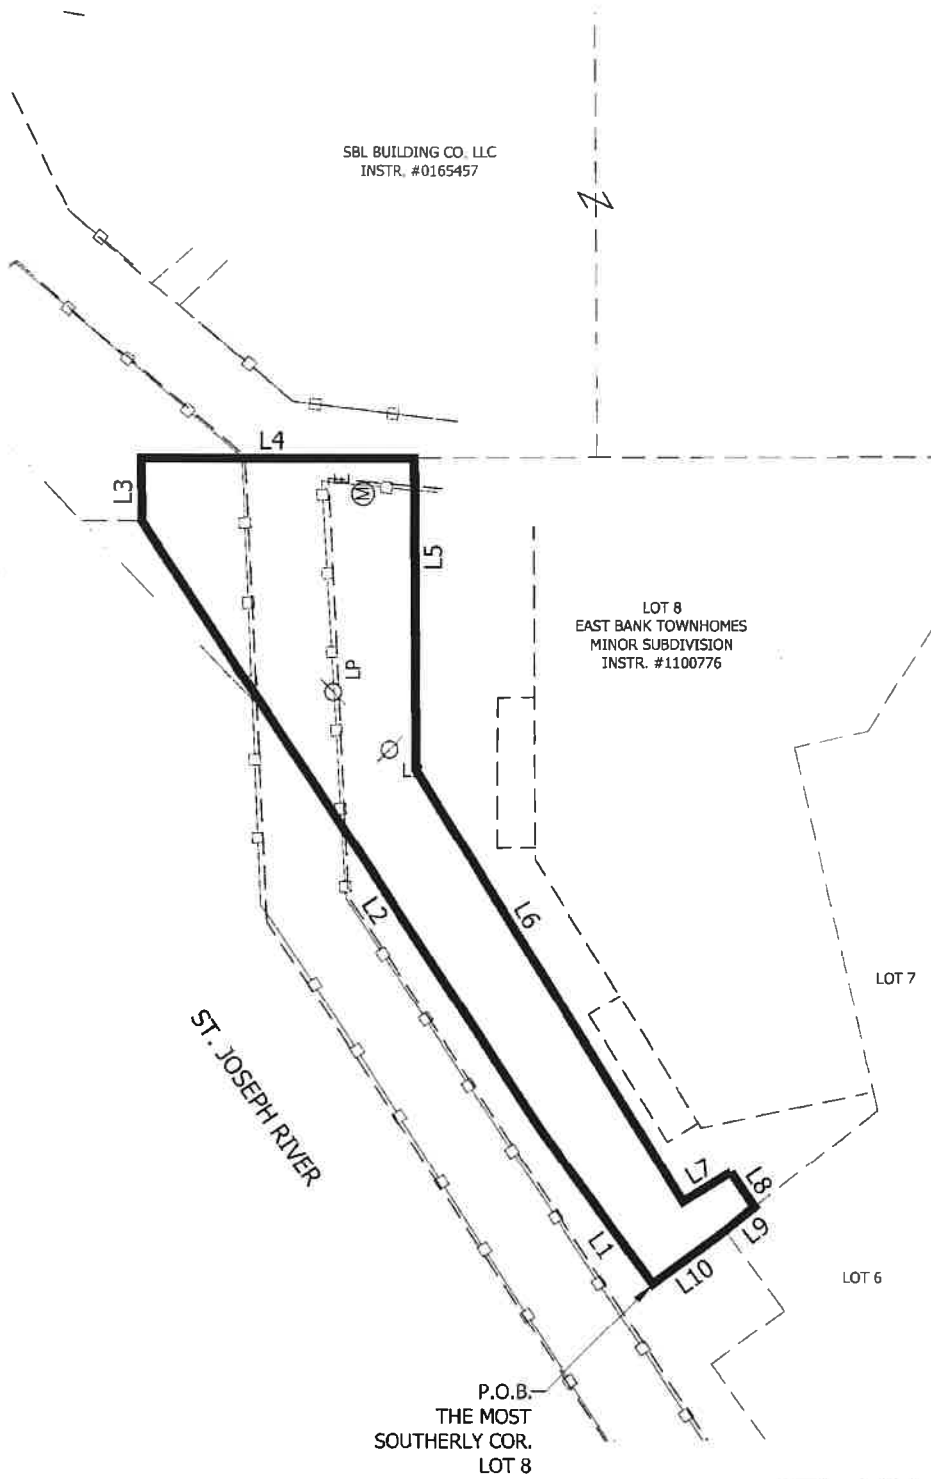 SBL BUILDING CO. LLC
INSTR. #0165457
L4
L3
E
M
L5
LOT 8
EAST BANK TOWNHOMES
MINOR SUBDIVISION
INSTR. #1100776
LP
L
L2
L6
LOT 7
ST. JOSEPH RIVER
L7
L8
L1
L9
L10
LOT 6
P.O.B.
THE MOST
SOUTHERLY COR.
LOT 8